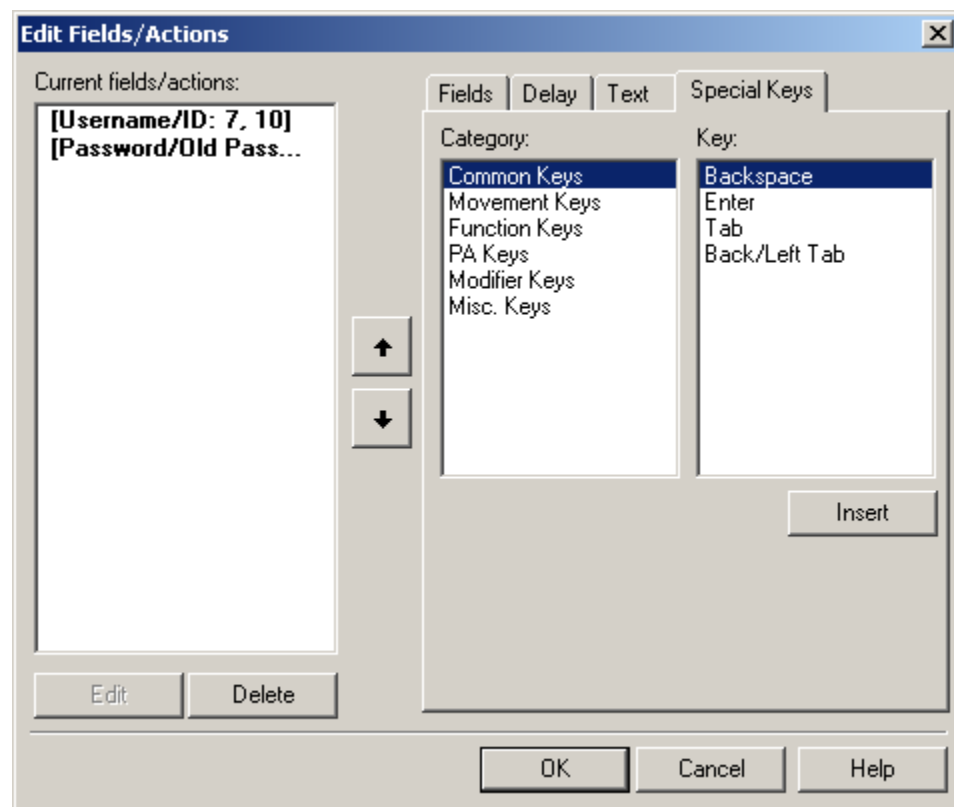 Edit Fields/Actions
Current fields/actions:
[Username/ID: 7, 10]
[Password/Old Pass...
Edit
Delete
Fields
Delay
Text
Special Keys
Category:
Common Keys
Movement Keys
Function Keys
PA Keys
Modifier Keys
Misc. Keys
Key:
Backspace
Enter
Tab
Back/Left Tab
Insert
OK
Cancel
Help